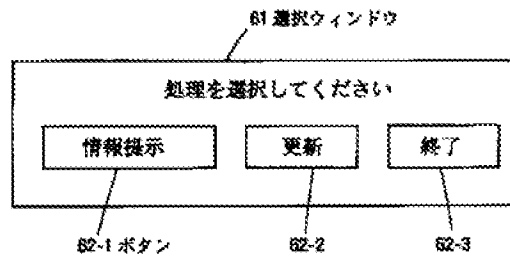 61 選択ウィンドウ
処理を選択してください
情報提示 更新 終了
62-1 ボタン 62-2 62-3